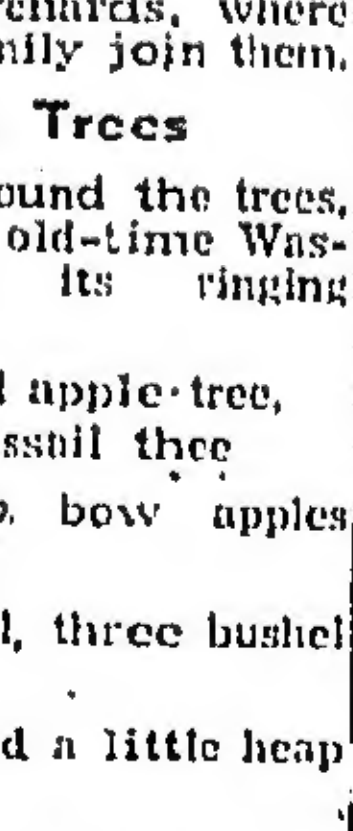 rchards, where
mily join them.
Trees
ound the trees,
old-time Was-
its ringing
apple-tree,
ssail thee
bow apples
l, three bushel
d a little heap